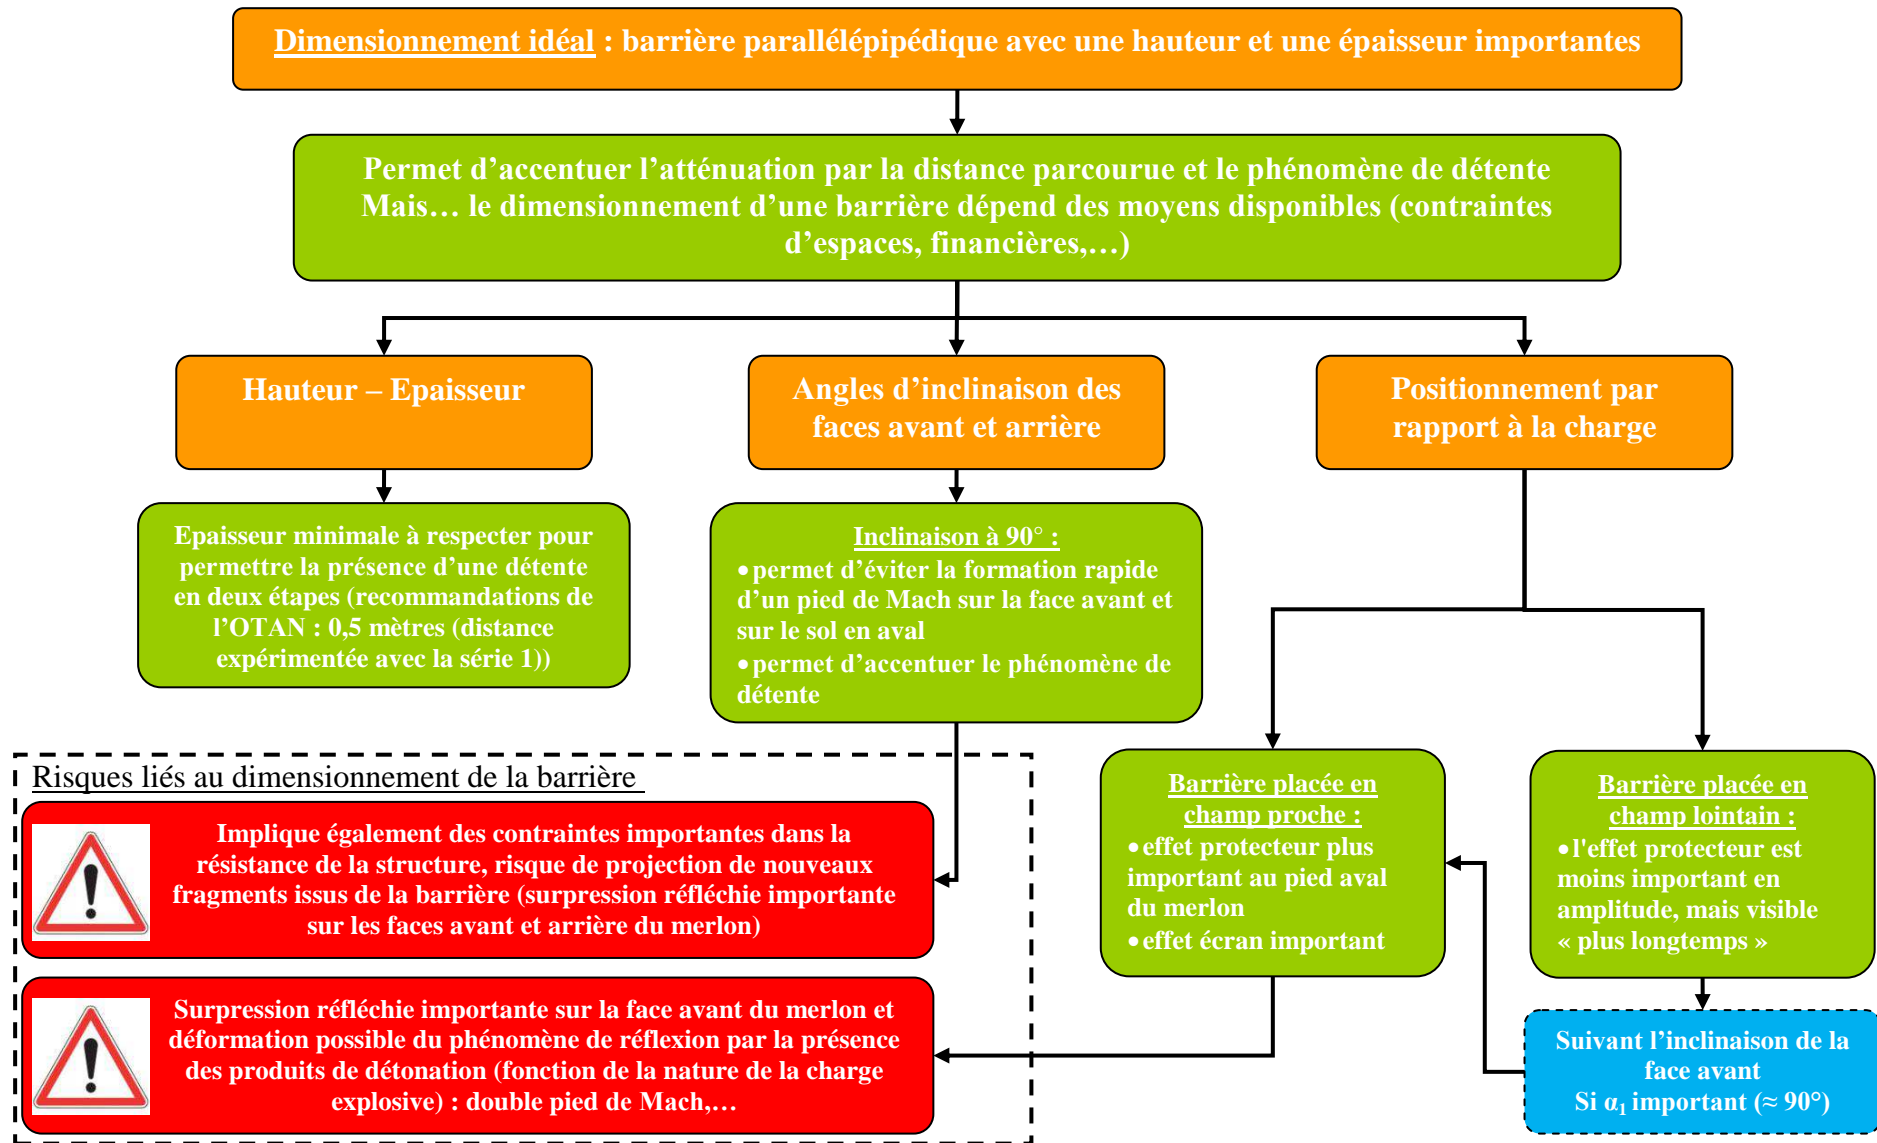 Dimensionnement idéal : barrière parallélépipédique avec une hauteur et une épaisseur importantes
Permet d’accentuer l’atténuation par la distance parcourue et le phénomène de détente
Mais… le dimensionnement d’une barrière dépend des moyens disponibles (contraintes
d’espaces, financières,…)
Hauteur – Epaisseur
Angles d’inclinaison des
faces avant et arrière
Positionnement par
rapport à la charge
Epaisseur minimale à respecter pour
permettre la présence d’une détente
en deux étapes (recommandations de
l’OTAN : 0,5 mètres (distance
expérimentée avec la série 1))
Inclinaison à 90° :
•permet d’éviter la formation rapide
d’un pied de Mach sur la face avant et
sur le sol en aval
•permet d’accentuer le phénomène de
détente
Barrière placée en
champ proche :
•effet protecteur plus
important au pied aval
du merlon
•effet écran important
Barrière placée en
champ lointain :
•l'effet protecteur est
moins important en
amplitude, mais visible
« plus longtemps »
Suivant l’inclinaison de la
face avant
Si α₁ important (≈ 90°)
Risques liés au dimensionnement de la barrière
Implique également des contraintes importantes dans la
résistance de la structure, risque de projection de nouveaux
fragments issus de la barrière (surpression réfléchie importante
sur les faces avant et arrière du merlon)
Surpression réfléchie importante sur la face avant du merlon et
déformation possible du phénomène de réflexion par la présence
des produits de détonation (fonction de la nature de la charge
explosive) : double pied de Mach,…